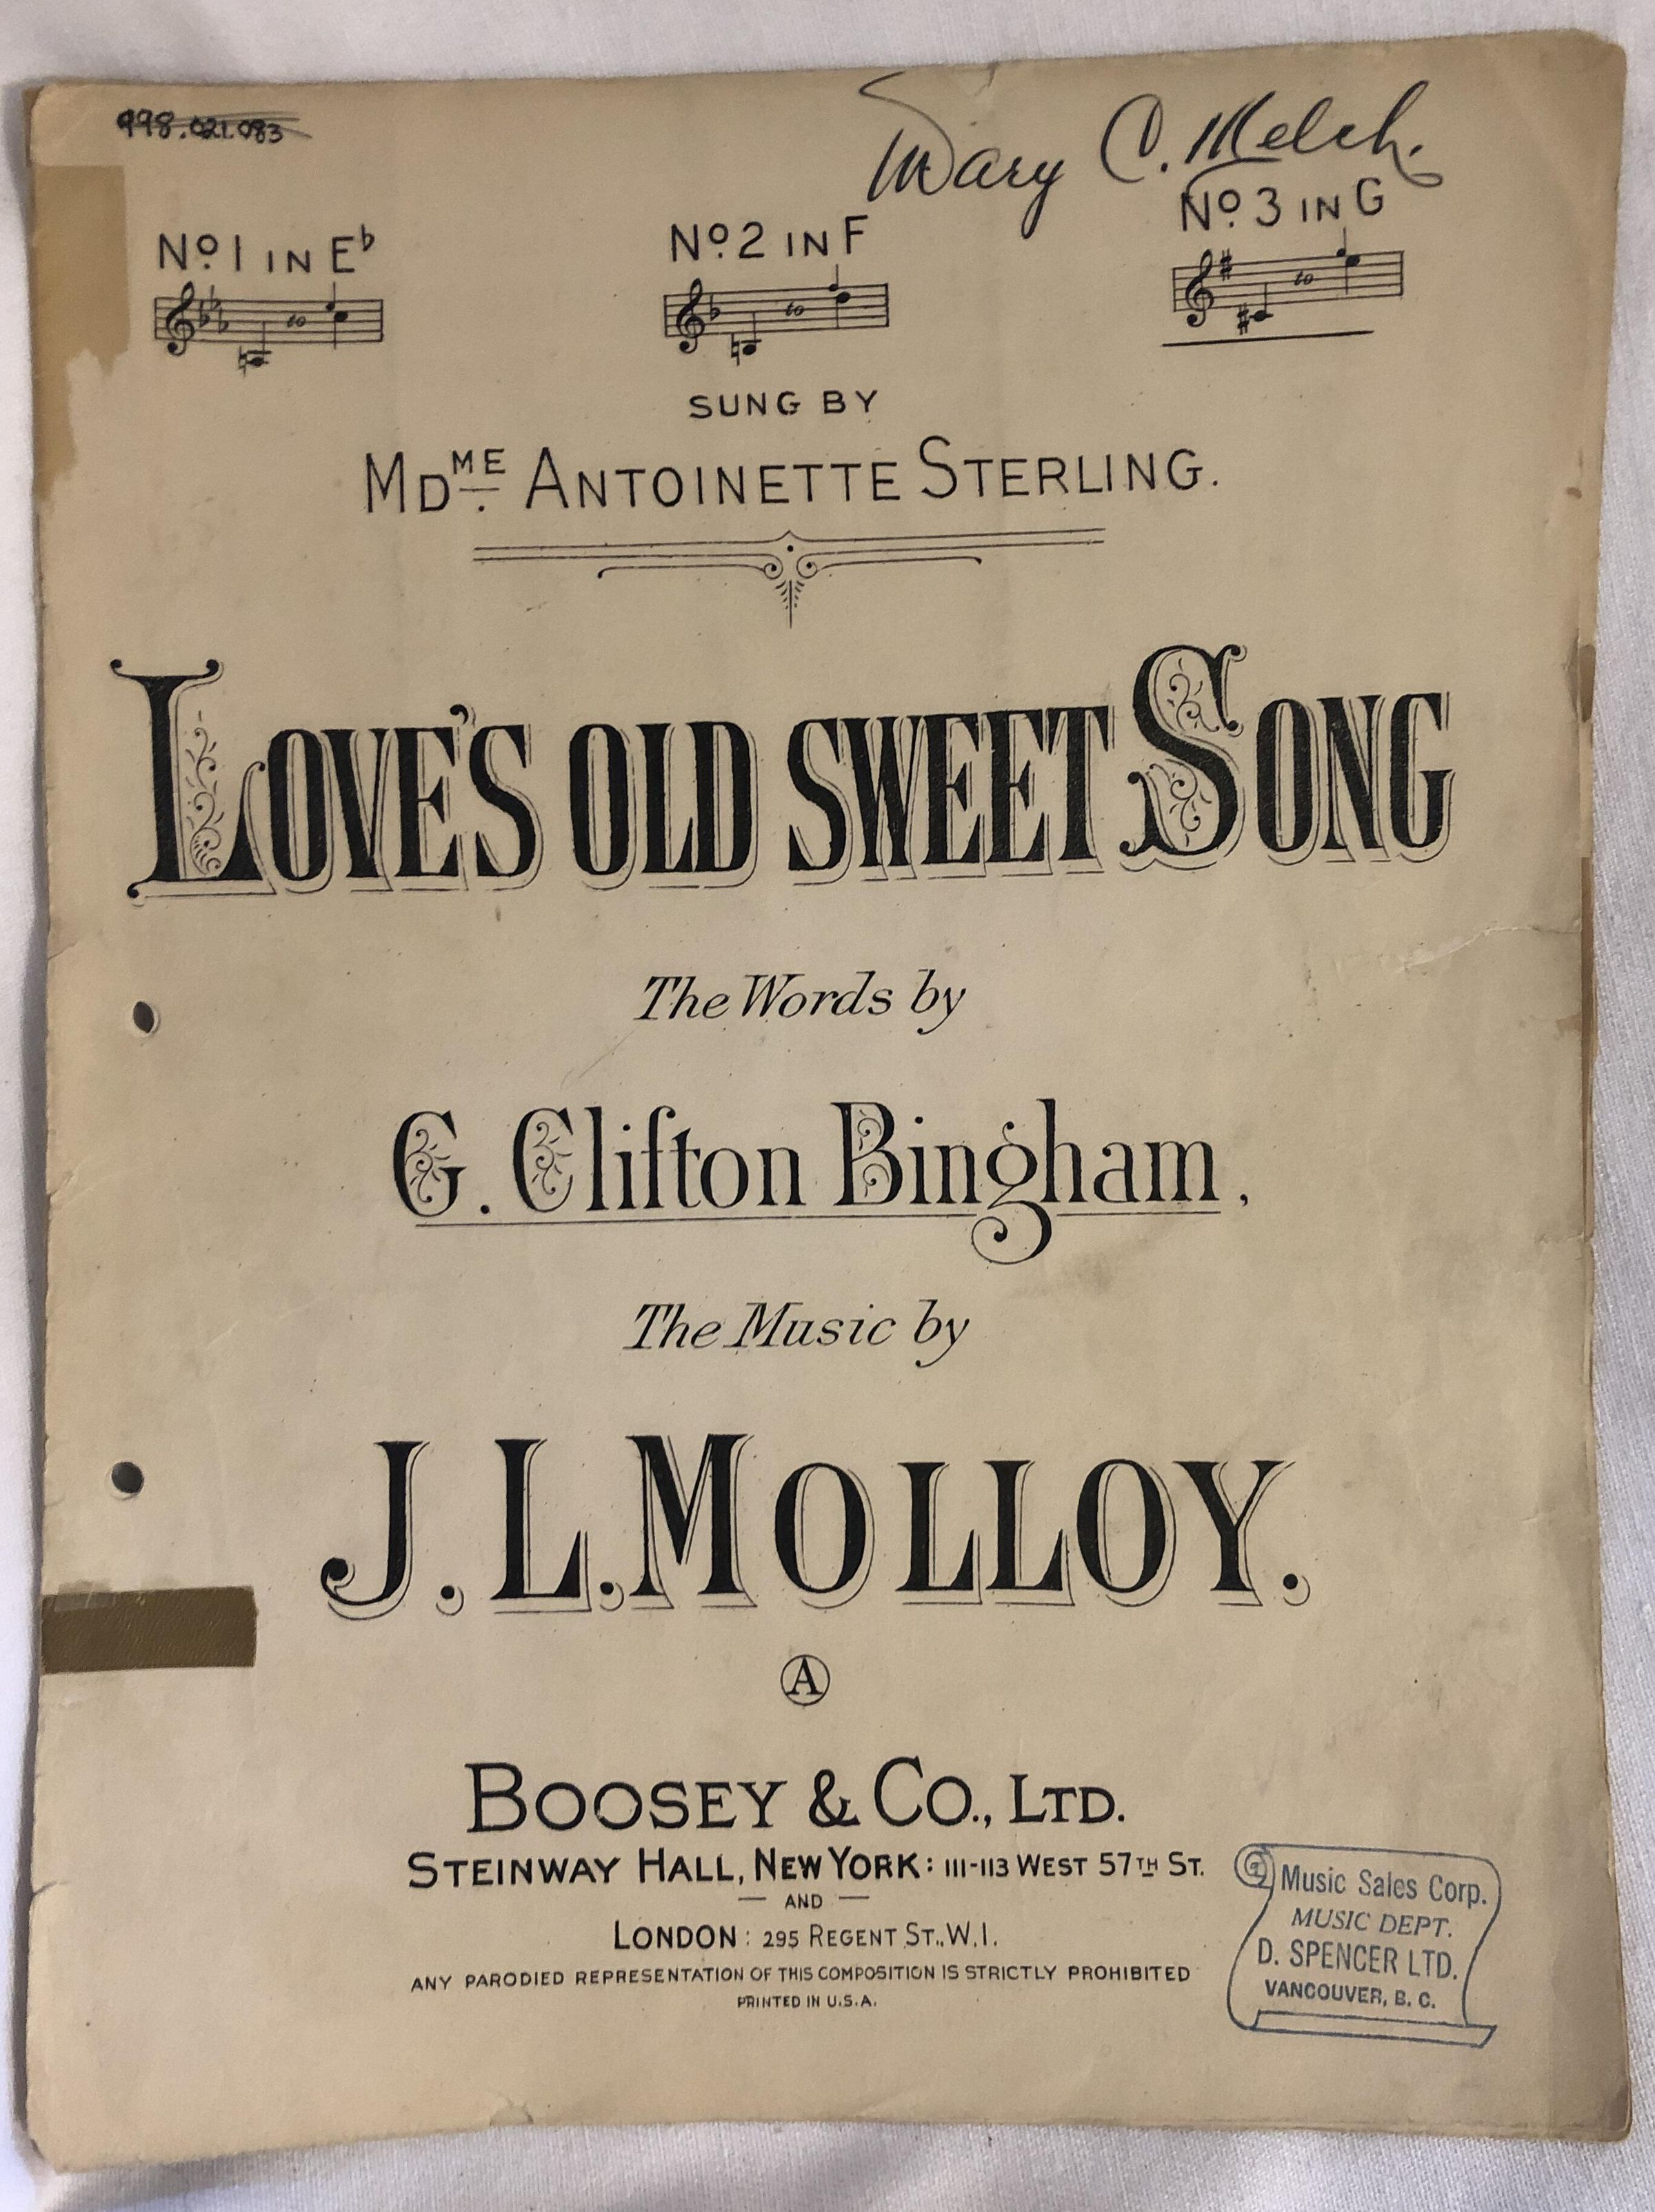 998.021.083
Mary C. Melch.
No. 1 IN E♭
No. 2 IN F
No. 3 IN G
to
to
to
SUNG BY
MDME. ANTOINETTE STERLING.
LOVE'S OLD SWEET SONG
The Words by
G. Clifton Bingham,
The Music by
J. L. MOLLOY.
A
BOOSEY & CO., LTD.
STEINWAY HALL, NEW YORK: 111-113 WEST 57TH ST.
— AND —
LONDON: 295 REGENT ST., W.1.
ANY PARODIED REPRESENTATION OF THIS COMPOSITION IS STRICTLY PROHIBITED
PRINTED IN U.S.A.
Music Sales Corp.
MUSIC DEPT.
D. SPENCER LTD.
VANCOUVER, B. C.